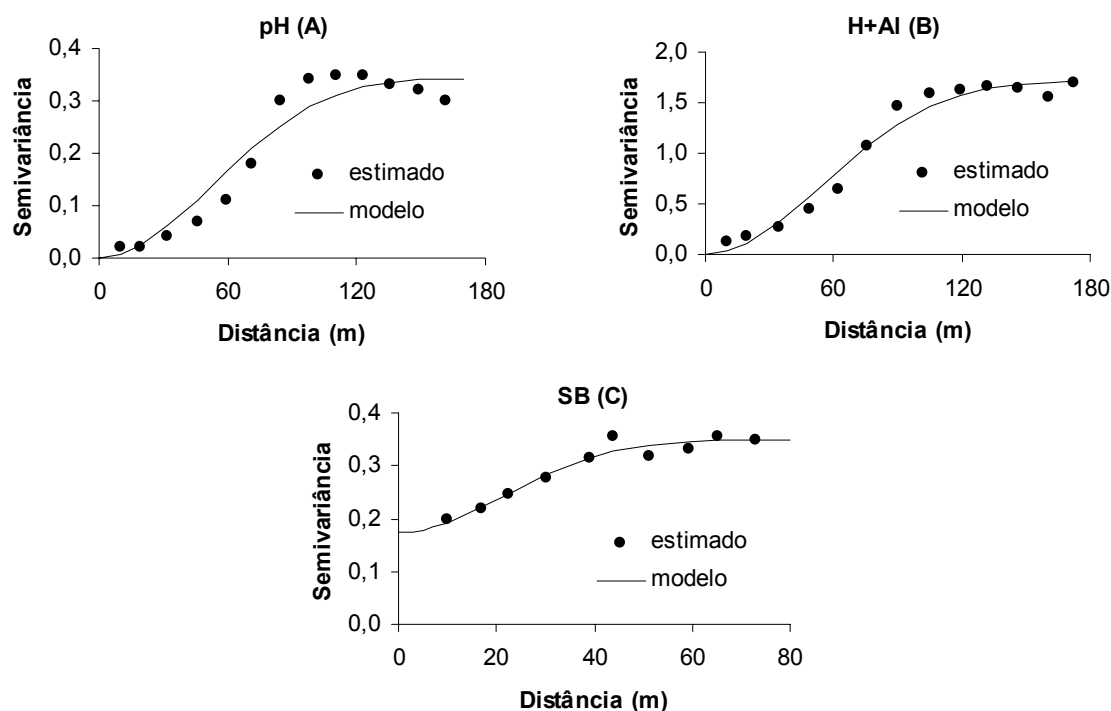 pH (A)
0,4
0,3
0,2
0,1
0,0
Semivariância
estimado
modelo
0 60 120 180
Distância (m)
H+Al (B)
2,0
1,5
1,0
0,5
0,0
Semivariância
estimado
modelo
0 60 120 180
Distância (m)
SB (C)
0,4
0,3
0,2
0,1
0,0
Semivariância
estimado
modelo
0 20 40 60 80
Distância (m)